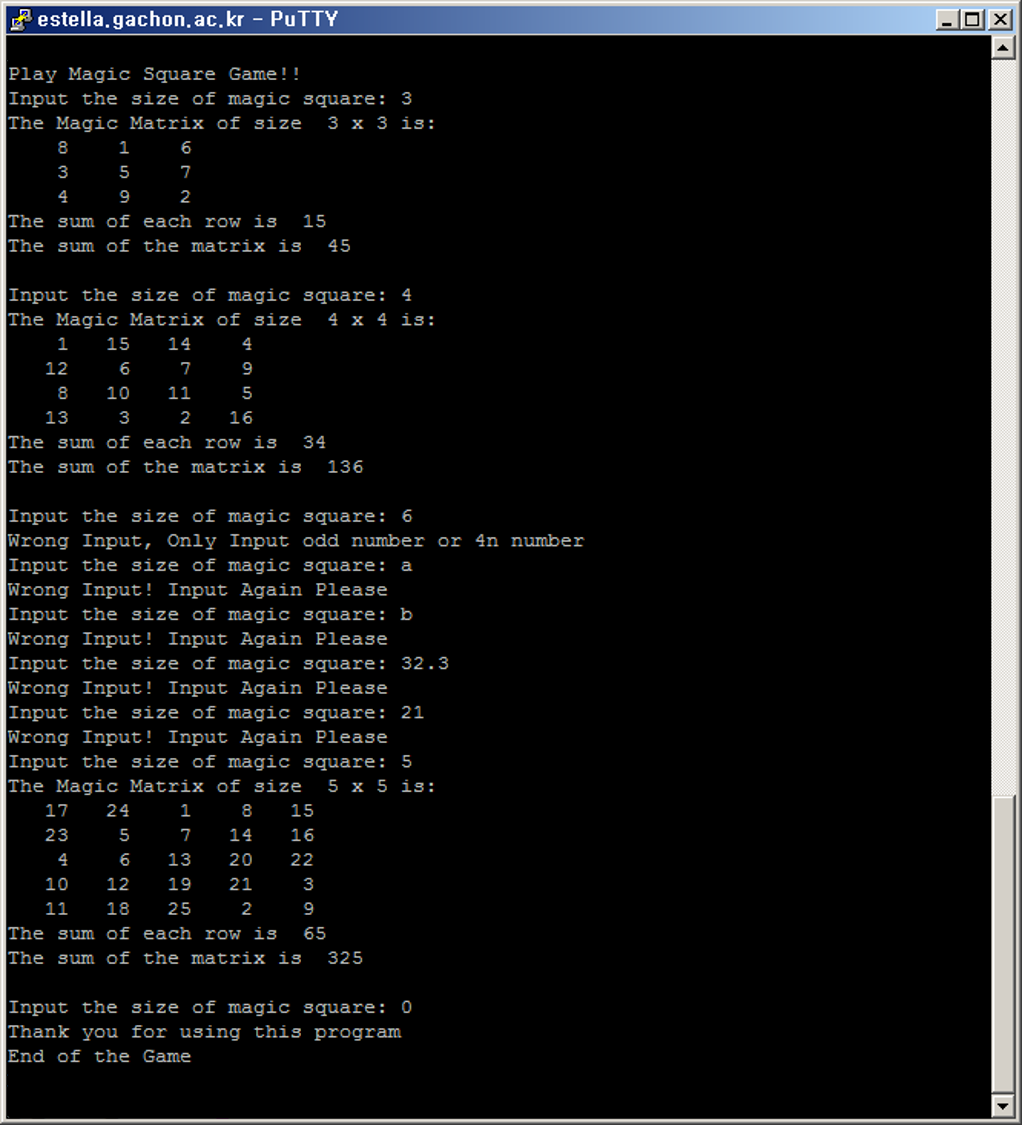 estella.gachon.ac.kr - PuTTY
Play Magic Square Game!!
Input the size of magic square: 3
The Magic Matrix of size  3 x 3 is:
    8    1    6
    3    5    7
    4    9    2
The sum of each row is  15
The sum of the matrix is  45
Input the size of magic square: 4
The Magic Matrix of size  4 x 4 is:
    1   15   14    4
   12    6    7    9
    8   10   11    5
   13    3    2   16
The sum of each row is  34
The sum of the matrix is  136
Input the size of magic square: 6
Wrong Input, Only Input odd number or 4n number
Input the size of magic square: a
Wrong Input! Input Again Please
Input the size of magic square: b
Wrong Input! Input Again Please
Input the size of magic square: 32.3
Wrong Input! Input Again Please
Input the size of magic square: 21
Wrong Input! Input Again Please
Input the size of magic square: 5
The Magic Matrix of size  5 x 5 is:
   17   24    1    8   15
   23    5    7   14   16
    4    6   13   20   22
   10   12   19   21    3
   11   18   25    2    9
The sum of each row is  65
The sum of the matrix is  325
Input the size of magic square: 0
Thank you for using this program
End of the Game